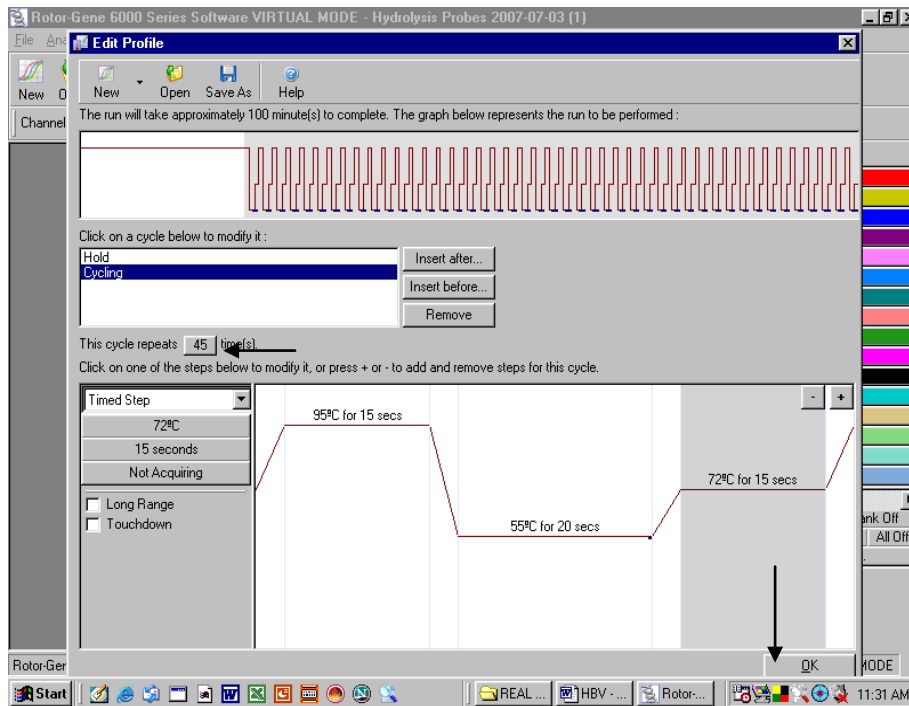 Rotor-Gene 6000 Series Software VIRTUAL MODE - Hydrolysis Probes 2007-07-03 (1)
File Ana
Edit Profile
New O
New Open Save As Help
Channel
The run will take approximately 100 minute(s) to complete. The graph below represents the run to be performed :
Click on a cycle below to modify it :
Hold
Cycling
Insert after...
Insert before...
Remove
This cycle repeats 45 time(s).
Click on one of the steps below to modify it, or press + or - to add and remove steps for this cycle.
Timed Step
72ºC
15 seconds
Not Acquiring
Long Range
Touchdown
95ºC for 15 secs
55ºC for 20 secs
72ºC for 15 secs
- +
ank Off
All Off
OK
Rotor-Ger
MODE
Start
REAL ...
HBV - ...
Rotor-...
11:31 AM